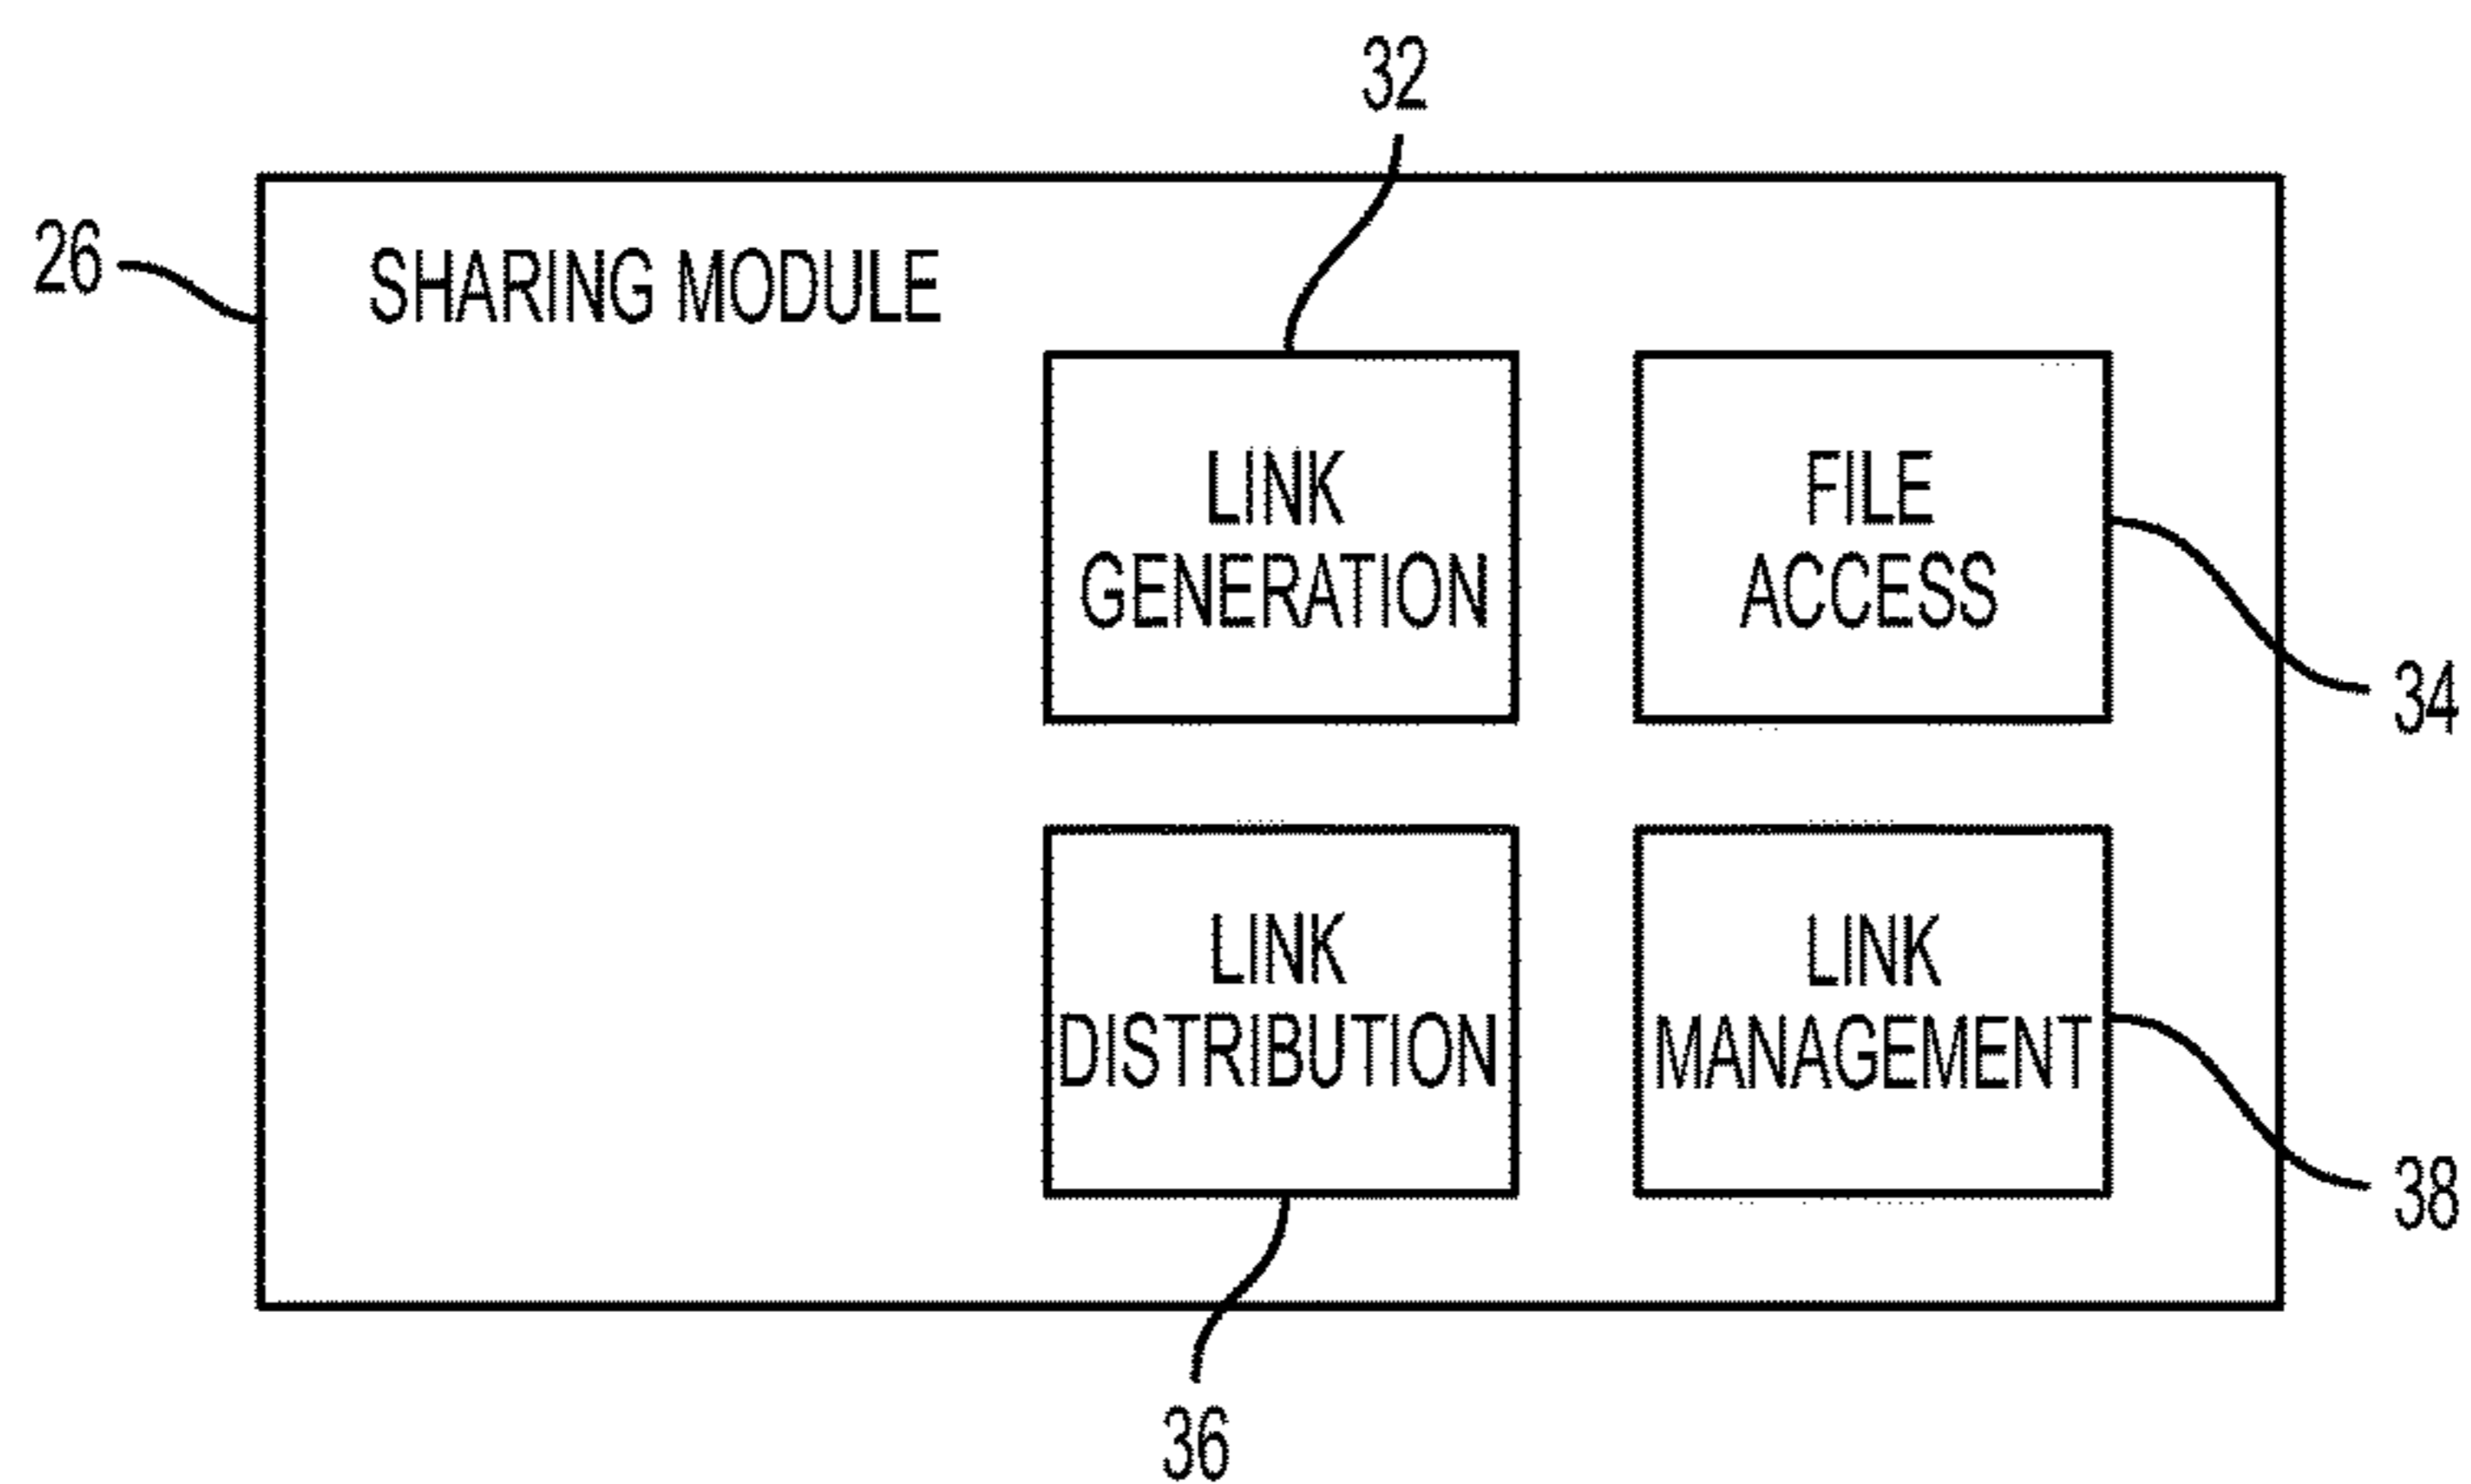 32
26
SHARING MODULE
LINK
GENERATION
FILE
ACCESS
34
LINK
DISTRIBUTION
LINK
MANAGEMENT
38
36